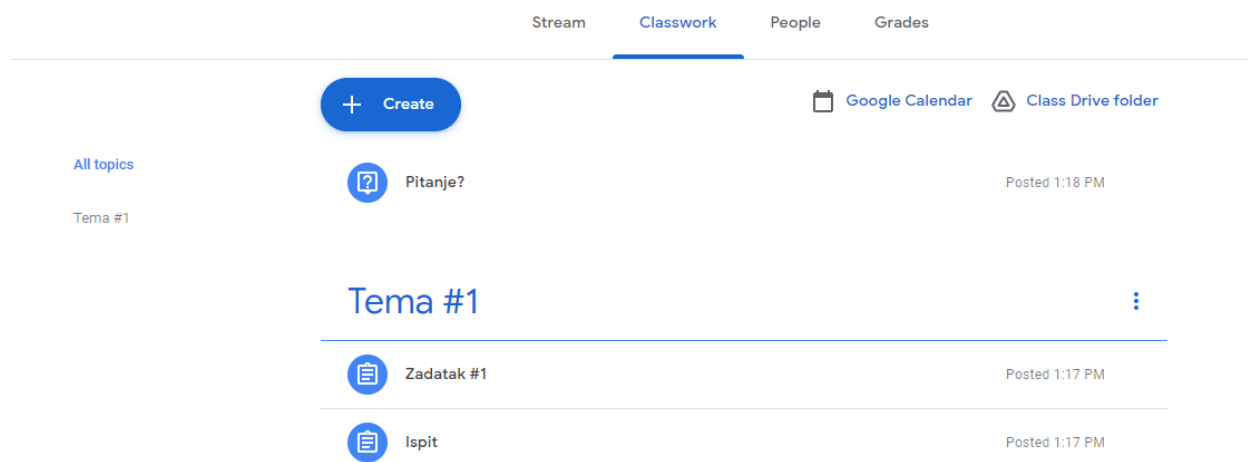 Stream Classwork People Grades
Create Google Calendar Class Drive folder
All topics
Pitanje? Posted 1:18 PM
Tema #1
Tema #1
Zadatak #1 Posted 1:17 PM
Ispit Posted 1:17 PM